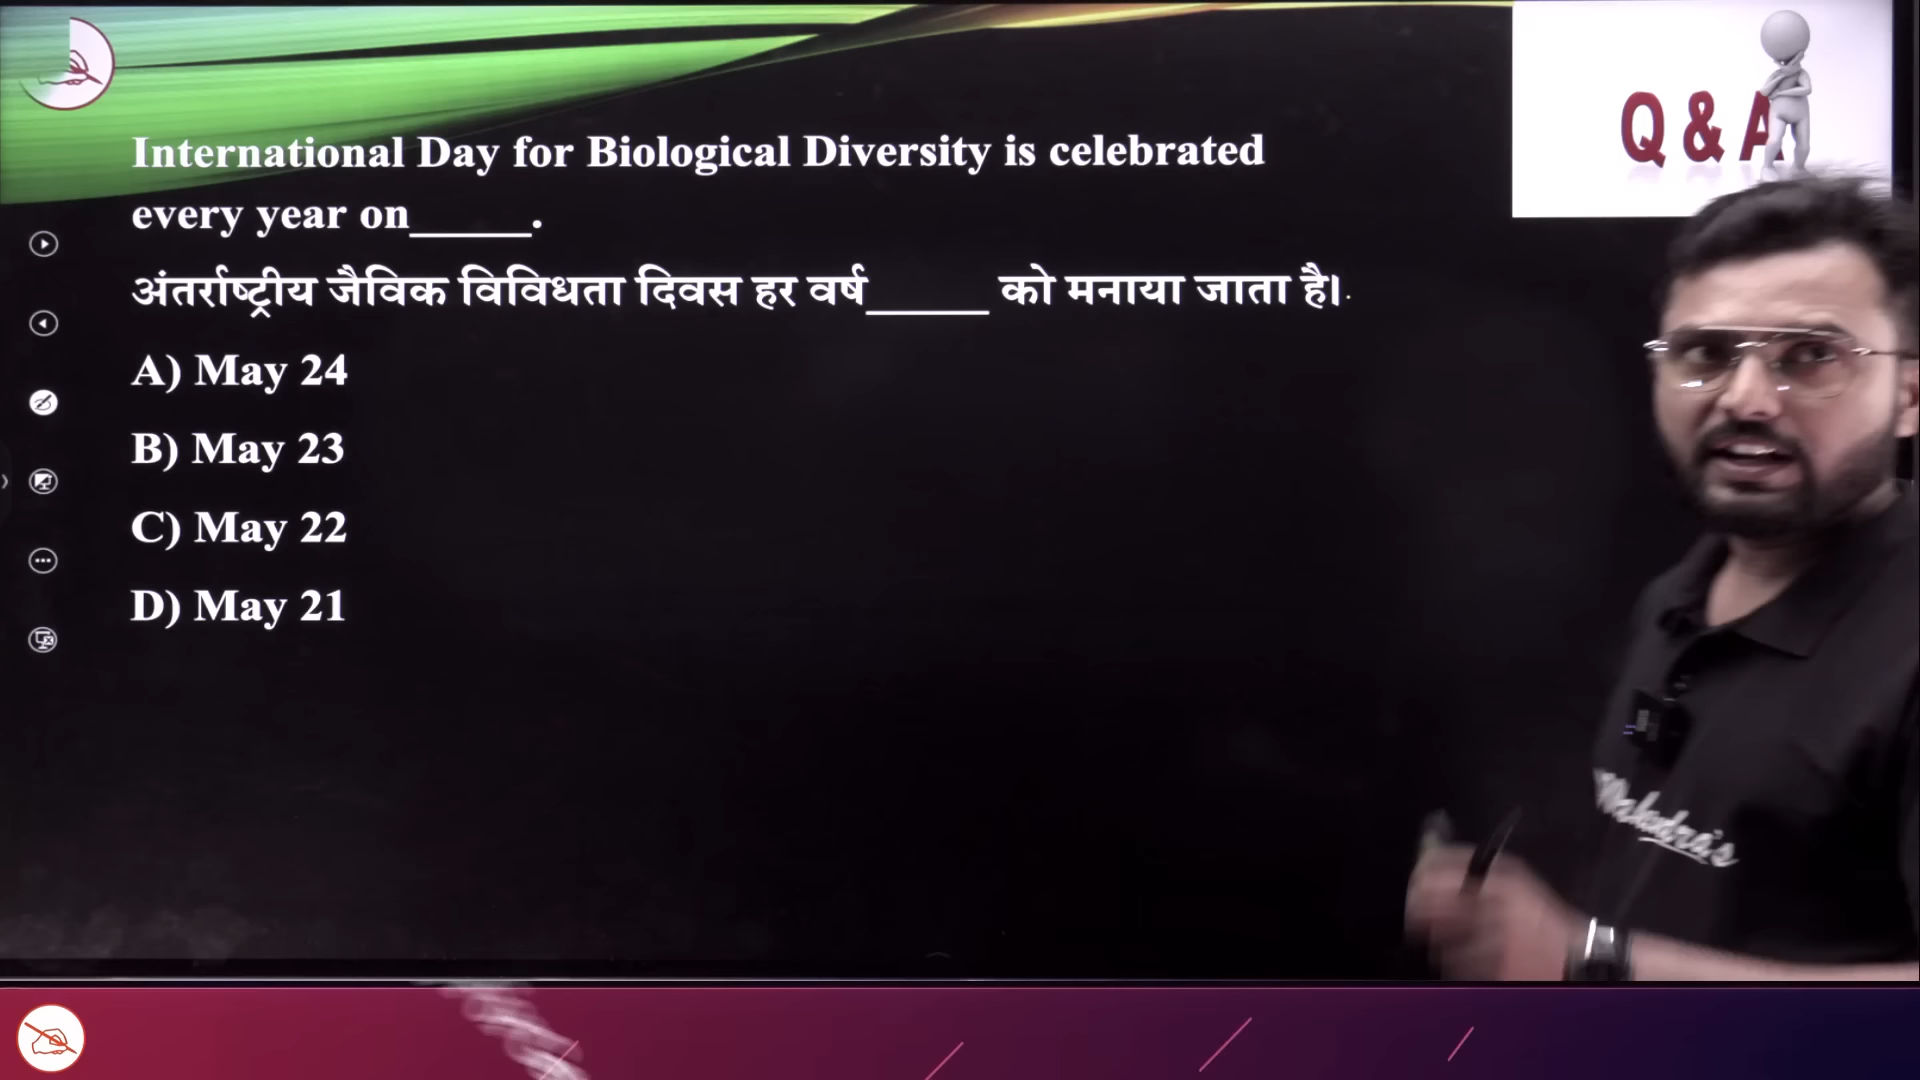 Q & A
International Day for Biological Diversity is celebrated
every year on_____.
अंतर्राष्ट्रीय जैविक विविधता दिवस हर वर्ष_____ को मनाया जाता है।.
A) May 24
B) May 23
C) May 22
D) May 21
Mahendra's